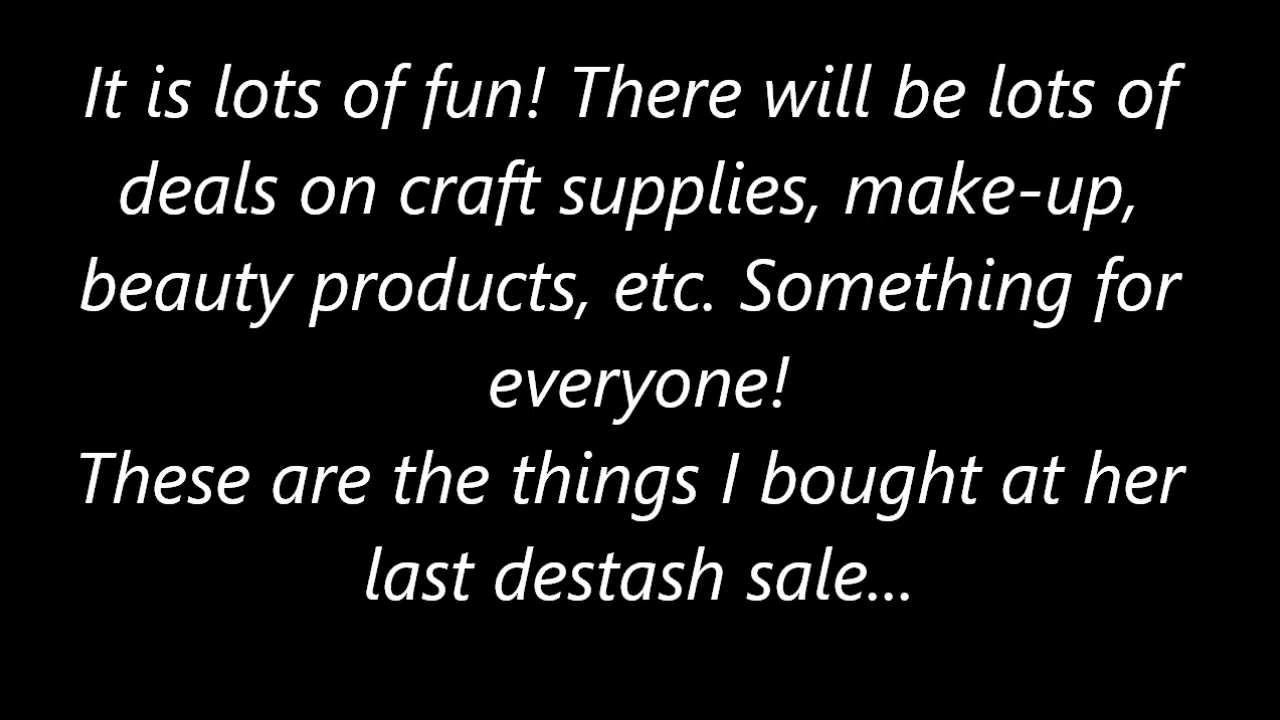 It is lots of fun! There will be lots of
deals on craft supplies, make-up,
beauty products, etc. Something for
everyone!
These are the things I bought at her
last destash sale...